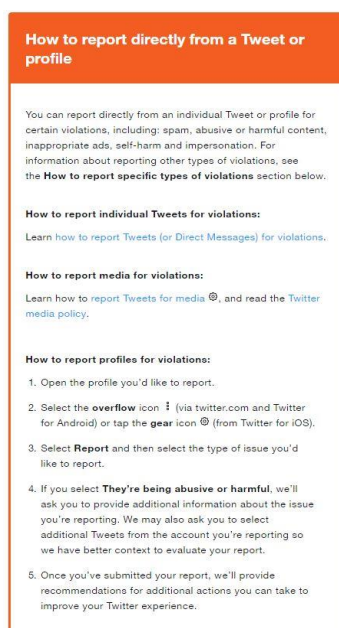 How to report directly from a Tweet or
profile
You can report directly from an individual Tweet or profile for
certain violations, including: spam, abusive or harmful content,
inappropriate ads, self-harm and impersonation. For
information about reporting other types of violations, see
the How to report specific types of violations section below.
How to report individual Tweets for violations:
Learn how to report Tweets (or Direct Messages) for violations.
How to report media for violations:
Learn how to report Tweets for media , and read the Twitter
media policy.
How to report profiles for violations:
1. Open the profile you'd like to report.
2. Select the overflow icon (via twitter.com and Twitter
for Android) or tap the gear icon (from Twitter for iOS).
3. Select Report and then select the type of issue you'd
like to report.
4. If you select They're being abusive or harmful, we'll
ask you to provide additional information about the issue
you're reporting. We may also ask you to select
additional Tweets from the account you're reporting so
we have better context to evaluate your report.
5. Once you've submitted your report, we'll provide
recommendations for additional actions you can take to
improve your Twitter experience.